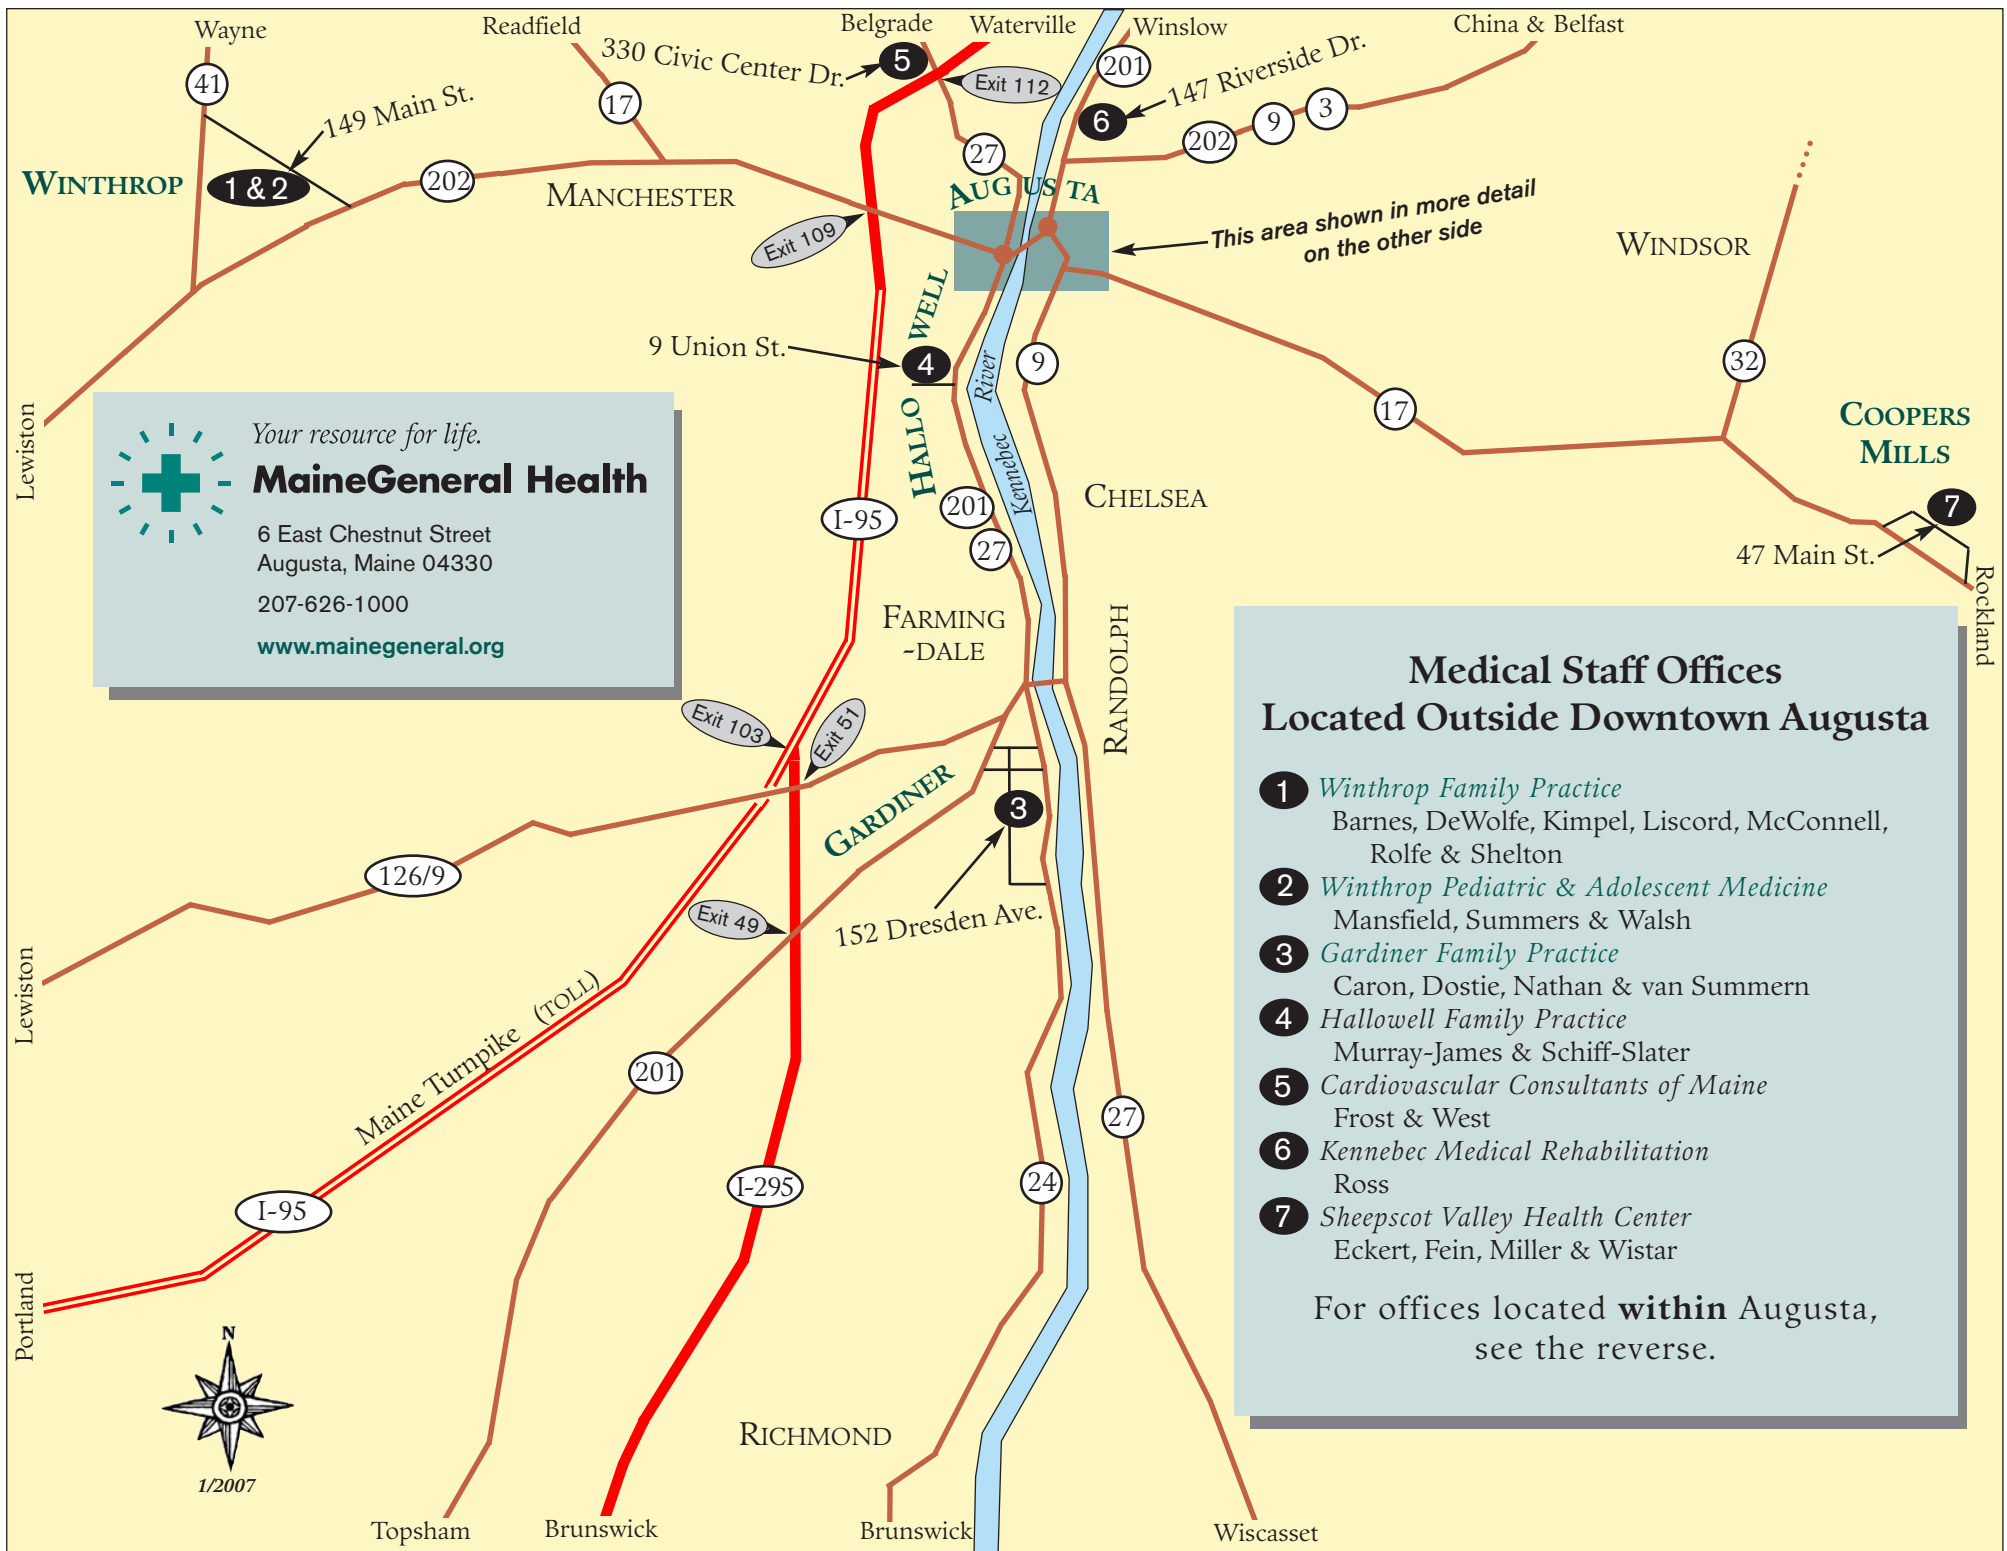 Wayne
Readfield
Belgrade
Waterville
Winslow
China & Belfast
330 Civic Center Dr.
5
Exit 112
201
147 Riverside Dr.
6
41
149 Main St.
17
27
202
9
3
WINTHROP
1 & 2
202
MANCHESTER
AUGUSTA
Exit 109
This area shown in more detail
on the other side
WINDSOR
HALLOWELL
9 Union St.
4
River
Kennebec
9
32
17
COOPERS
MILLS
7
47 Main St.
Rockland
Lewiston
Your resource for life.
MaineGeneral Health
6 East Chestnut Street
Augusta, Maine 04330
207-626-1000
www.mainegeneral.org
I-95
201
27
CHELSEA
FARMING
-DALE
RANDOLPH
Exit 103
Exit 51
GARDINER
3
152 Dresden Ave.
126/9
Exit 49
Lewiston
Maine Turnpike (TOLL)
201
I-95
I-295
24
27
Portland
N
1/2007
RICHMOND
Topsham
Brunswick
Brunswick
Wiscasset
Medical Staff Offices
Located Outside Downtown Augusta
1 Winthrop Family Practice
Barnes, DeWolfe, Kimpel, Liscord, McConnell,
Rolfe & Shelton
2 Winthrop Pediatric & Adolescent Medicine
Mansfield, Summers & Walsh
3 Gardiner Family Practice
Caron, Dostie, Nathan & van Summern
4 Hallowell Family Practice
Murray-James & Schiff-Slater
5 Cardiovascular Consultants of Maine
Frost & West
6 Kennebec Medical Rehabilitation
Ross
7 Sheepscot Valley Health Center
Eckert, Fein, Miller & Wistar
For offices located within Augusta,
see the reverse.